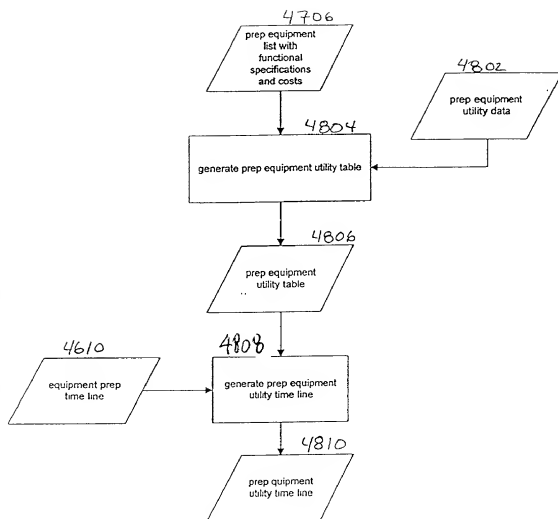 4706
prep equipment
list with
functional
specifications
and costs
4802
prep equipment
utility data
4804
generate prep equipment utility table
4806
prep equipment
utility table
4610
equipment prep
time line
4808
generate prep equipment
utility time line
4810
prep quipment
utility time line